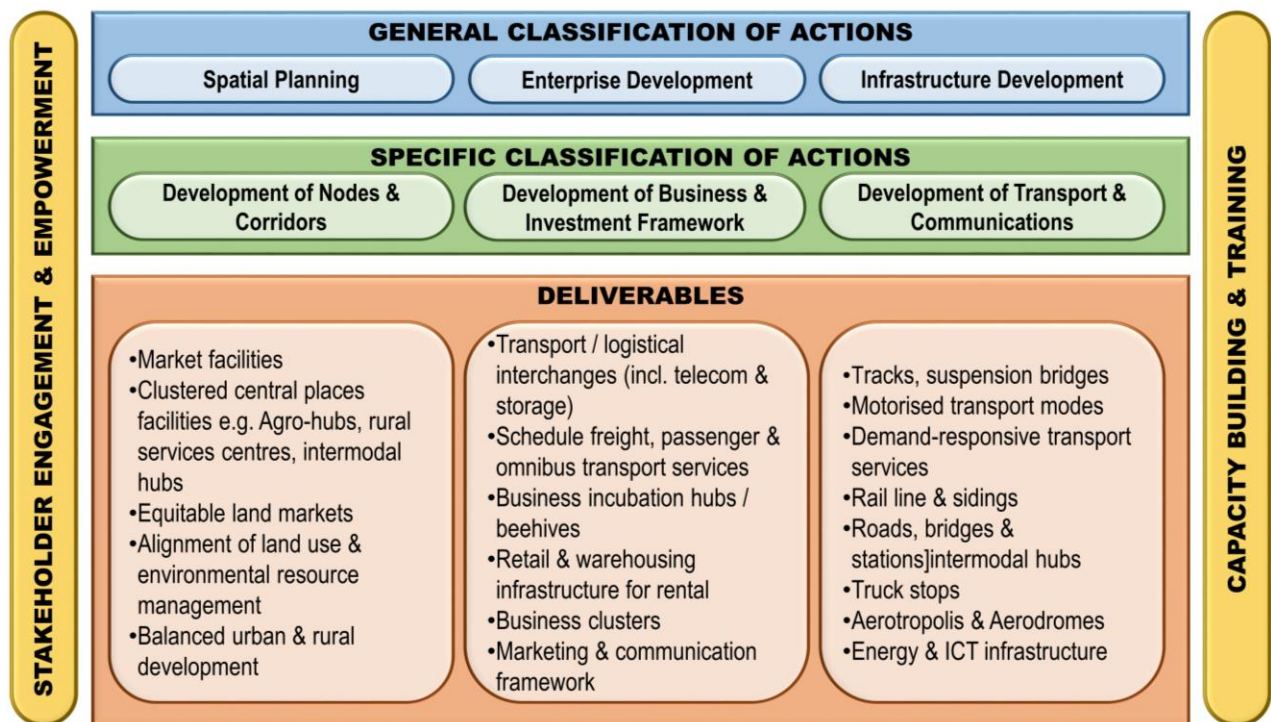 STAKEHOLDER ENGAGEMENT & EMPOWERMENT
GENERAL CLASSIFICATION OF ACTIONS
Spatial Planning
Enterprise Development
Infrastructure Development
SPECIFIC CLASSIFICATION OF ACTIONS
Development of Nodes &
Corridors
Development of Business &
Investment Framework
Development of Transport &
Communications
DELIVERABLES
•Market facilities
•Clustered central places
facilities e.g. Agro-hubs, rural
services centres, intermodal
hubs
•Equitable land markets
•Alignment of land use &
environmental resource
management
•Balanced urban & rural
development
•Transport / logistical
interchanges (incl. telecom &
storage)
•Schedule freight, passenger &
omnibus transport services
•Business incubation hubs /
beehives
•Retail & warehousing
infrastructure for rental
•Business clusters
•Marketing & communication
framework
•Tracks, suspension bridges
•Motorised transport modes
•Demand-responsive transport
services
•Rail line & sidings
•Roads, bridges &
stations]intermodal hubs
•Truck stops
•Aerotropolis & Aerodromes
•Energy & ICT infrastructure
CAPACITY BUILDING & TRAINING